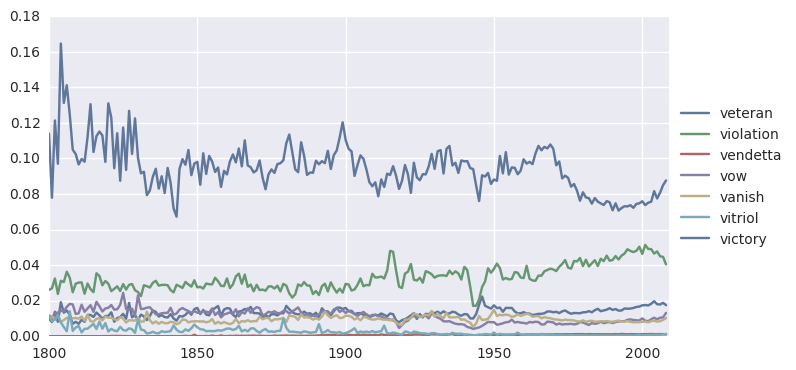 0.18
0.16
0.14
0.12
0.10
0.08
0.06
0.04
0.02
0.00
1800 1850 1900 1950 2000
veteran
violation
vendetta
vow
vanish
vitriol
victory